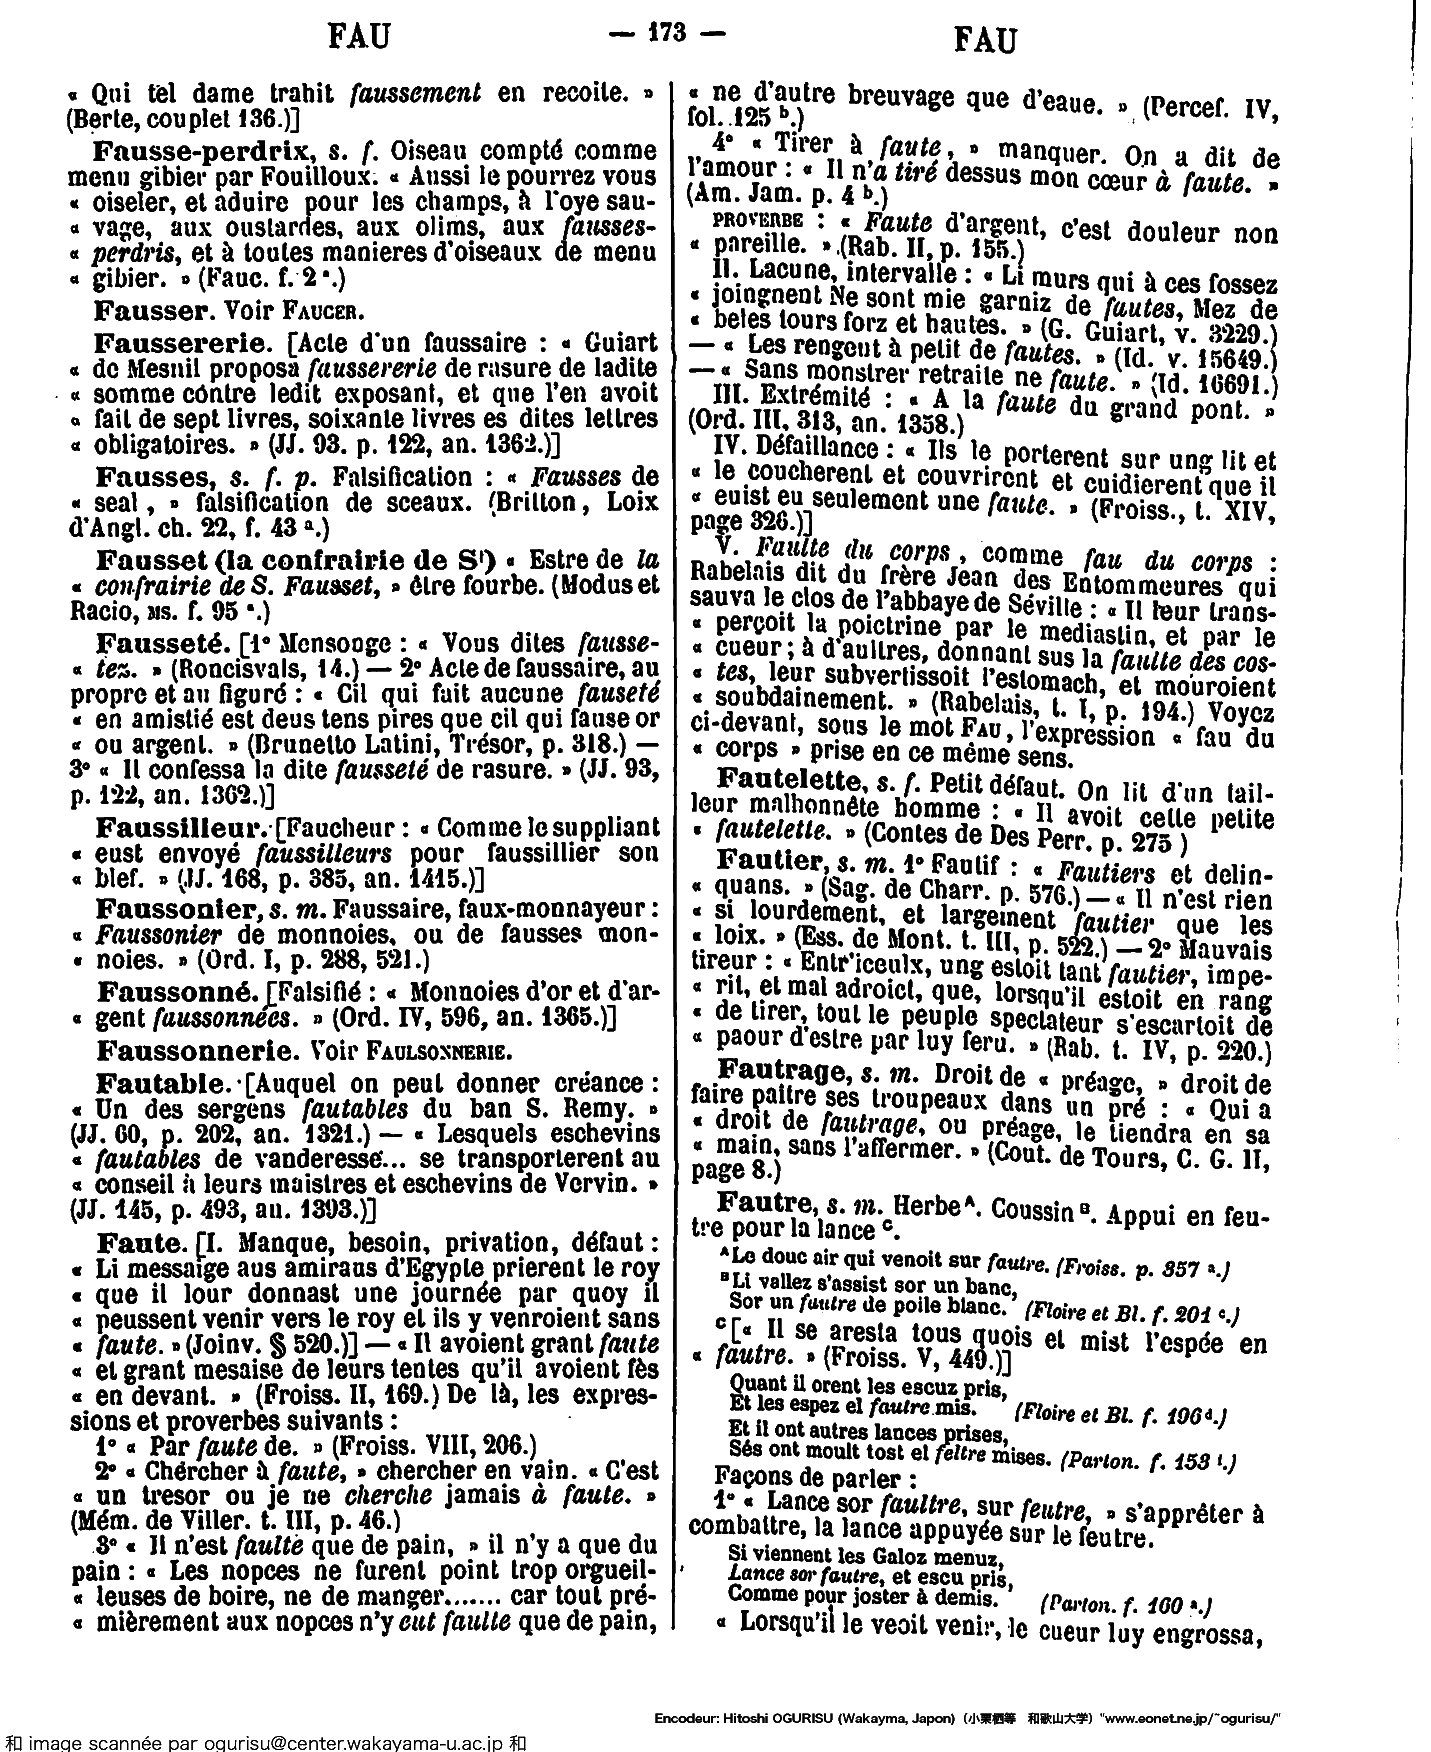 FAU — 173 — FAU
« Qui tel dame trahit faussement en recoite. »
(Berte, couplet 136.)]
Fausse-perdrix, s. f. Oiseau compté comme
menu gibier par Fouilloux. « Aussi le pourrez vous
« oiseler, et aduire pour les champs, à l'oye sau-
« vage, aux oustardes, aux olims, aux fausses-
« perdris, et à toutes manieres d'oiseaux de menu
« gibier. » (Fauc. f. 2 ª.)
Fausser. Voir FAUCER.
Faussererie. [Acte d'un faussaire : « Guiart
« de Mesnil proposa faussererie de rasure de ladite
« somme contre ledit exposant, et que l'en avoit
« fait de sept livres, soixante livres es dites lettres
« obligatoires. » (JJ. 93. p. 122, an. 1362.)]
Fausses, s. f. p. Falsification : « Fausses de
« seal, » falsification de sceaux. (Britton, Loix
d'Angl. ch. 22, f. 43 ª.)
Fausset (la confrairie de Sᵗ) « Estre de la
« confrairie de S. Fausset, » être fourbe. (Modus et
Racio, MS. f. 95 ª.)
Fausseté. [1° Mensonge : « Vous dites fausse-
« tez. » (Roncisvals, 14.) — 2° Acte de faussaire, au
propre et au figuré : « Cil qui fait aucune fauseté
« en amistié est deus tens pires que cil qui fause or
« ou argent. » (Brunetto Latini, Trésor, p. 318.) —
3° « Il confessa la dite fausseté de rasure. » (JJ. 93,
p. 122, an. 1362.)]
Faussilleur. [Faucheur : « Comme le suppliant
« eust envoyé faussilleurs pour faussillier son
« blef. » (JJ. 168, p. 385, an. 1415.)]
Faussonier, s. m. Faussaire, faux-monnayeur :
« Faussonier de monnoies, ou de fausses mon-
« noies. » (Ord. I, p. 288, 521.)
Faussonné. [Falsifié : « Monnoies d'or et d'ar-
« gent faussonnées. » (Ord. IV, 596, an. 1365.)]
Faussonnerie. Voir FAULSONNERIE.
Fautable. [Auquel on peut donner créance :
« Un des sergens fautables du ban S. Remy. »
(JJ. 60, p. 202, an. 1321.) — « Lesquels eschevins
« fautables de vanderesse... se transporterent au
« conseil à leurs maistres et eschevins de Vervin. »
(JJ. 145, p. 493, an. 1393.)]
Faute. [I. Manque, besoin, privation, défaut :
« Li messaige aus amiraus d'Egypte prierent le roy
« que il lour donnast une journée par quoy il
« peussent venir vers le roy et ils y venroient sans
« faute. » (Joinv. § 520.)] — « Il avoient grant faute
« et grant mesaise de leurs tentes qu'il avoient fès
« en devant. » (Froiss. II, 169.) De là, les expres-
sions et proverbes suivants :
1° « Par faute de. » (Froiss. VIII, 206.)
2° « Chércher à faute, » chercher en vain. « C'est
« un tresor ou je ne cherche jamais à faute. »
(Mém. de Viller. t. III, p. 46.)
3° « Il n'est faulte que de pain, » il n'y a que du
pain : « Les nopces ne furent point trop orgueil-
« leuses de boire, ne de manger....... car tout pré-
« mièrement aux nopces n'y eut faulte que de pain,
« ne d'autre breuvage que d'eaue. » (Percef. IV,
fol. 125 ᵇ.)
4° « Tirer à faute, » manquer. On a dit de
l'amour : « Il n'a tiré dessus mon cœur à faute. »
(Am. Jam. p. 4 ᵇ.)
PROVERBE : « Faute d'argent, c'est douleur non
« pareille. » (Rab. II, p. 155.)
II. Lacune, intervalle : « Li murs qui à ces fossez
« joingnent Ne sont mie garniz de fautes, Mez de
« beles tours forz et hautes. » (G. Guiart, v. 3229.)
— « Les rengent à petit de fautes. » (Id. v. 15649.)
— « Sans monstrer retraite ne faute. » (Id. 16691.)
III. Extrémité : « A la faute du grand pont. »
(Ord. III, 313, an. 1358.)
IV. Défaillance : « Ils le porterent sur ung lit et
« le coucherent et couvrirent et cuidierent que il
« euist eu seulement une faute. » (Froiss., t. XIV,
page 326.)]
V. Faulte du corps, comme fau du corps :
Rabelais dit du frère Jean des Entommeures qui
sauva le clos de l'abbaye de Séville : « Il leur trans-
« perçoit la poictrine par le mediastin, et par le
« cueur ; à d'aultres, donnant sus la faulte des cos-
« tes, leur subvertissoit l'estomach, et mouroient
« soubdainement. » (Rabelais, t. I, p. 194.) Voyez
ci-devant, sous le mot FAU, l'expression « fau du
« corps » prise en ce même sens.
Fautelette, s. f. Petit défaut. On lit d'un tail-
leur malhonnête homme : « Il avoit cette petite
« fautelette. » (Contes de Des Perr. p. 275 )
Fautier, s. m. 1° Fautif : « Fautiers et delin-
« quans. » (Sag. de Charr. p. 576.) — « Il n'est rien
« si lourdement, et largement fautier que les
« loix. » (Ess. de Mont. t. III, p. 522.) — 2° Mauvais
tireur : « Entr'iceulx, ung estoit tant fautier, impe-
« rit, et mal adroict, que, lorsqu'il estoit en rang
« de tirer, tout le peuple spectateur s'escartoit de
« paour d'estre par luy feru. » (Rab. t. IV, p. 220.)
Fautrage, s. m. Droit de « préage, » droit de
faire paitre ses troupeaux dans un pré : « Qui a
« droit de fautrage, ou préage, le tiendra en sa
« main, sans l'affermer. » (Cout. de Tours, C. G. II,
page 8.)
Fautre, s. m. Herbe ᴬ. Coussin ᴮ. Appui en feu-
tre pour la lance ᶜ.
ᴬ Le douc air qui venoit sur fautre. (Froiss. p. 357 ª.)
ᴮ Li vallez s'assist sor un banc,
Sor un fautre de poile blanc. (Floire et Bl. f. 201 ᶜ.)
ᶜ [« Il se aresta tous quois et mist l'espée en
« fautre. » (Froiss. V, 449.)]
Quant il orent les escuz pris,
Et les espez el fautre mis. (Floire et Bl. f. 196 ᵈ.)
Et il ont autres lances prises,
Sés ont moult tost el feltre mises. (Parton. f. 153 ᶠ.)
Façons de parler :
1° « Lance sor faultre, sur feutre, » s'apprêter à
combattre, la lance appuyée sur le feutre.
Si viennent les Galoz menuz,
Lance sor fautre, et escu pris,
Comme pour joster à demis. (Parton. f. 160 ª.)
« Lorsqu'il le veoit venir, le cueur luy engrossa,
Encodeur: Hitoshi OGURISU (Wakayma, Japon) (小栗栖等 和歌山大学) "www.eonet.ne.jp/~ogurisu/"
和 image scannée par ogurisu@center.wakayama-u.ac.jp 和